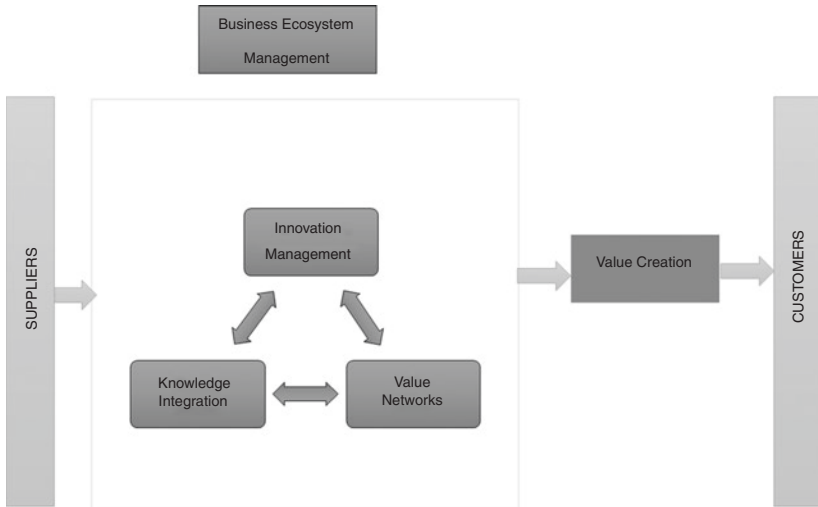 Business Ecosystem
Management
SUPPLIERS
Innovation
Management
Knowledge
Integration
Value
Networks
Value Creation
CUSTOMERS